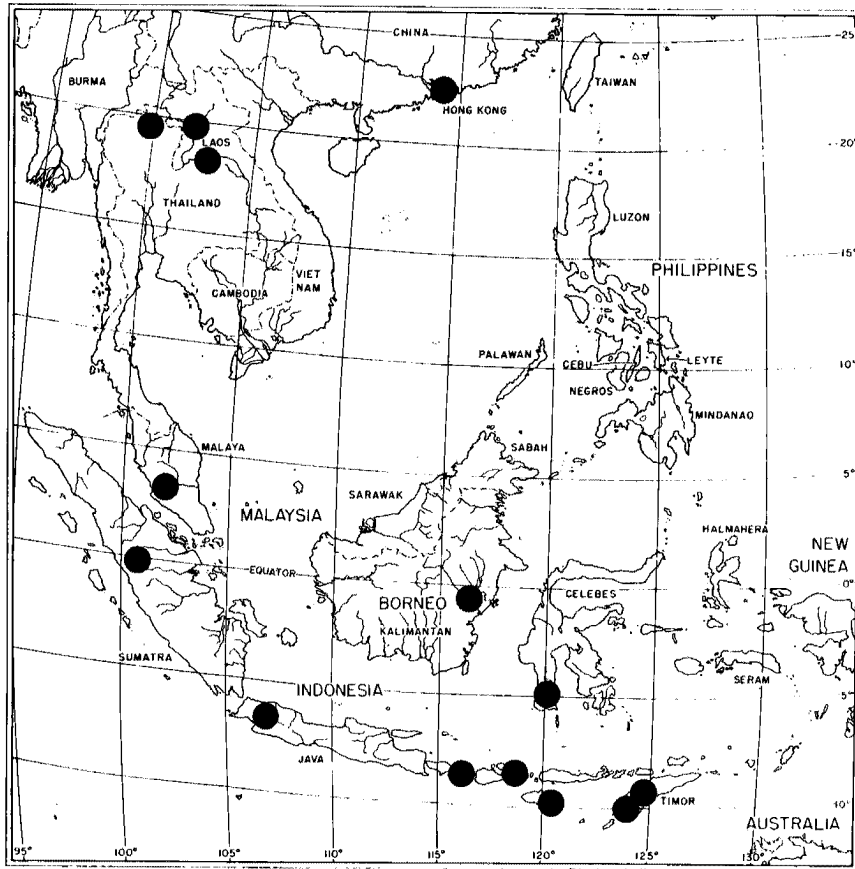 CHINA
-25°
BURMA
TAIWAN
HONG KONG
LAOS
-20°
THAILAND
LUZON
VIET
NAM
15°
PHILIPPINES
CAMBODIA
PALAWAN
CEBU
LEYTE
10°
NEGROS
MINDANAO
MALAYA
SABAH
5°
SARAWAK
MALAYSIA
HALMAHERA
NEW
GUINEA
EQUATOR
0°
BORNEO
CELEBES
KALIMANTAN
SUMATRA
SERAM
INDONESIA
5°
JAVA
TIMOR
10°
AUSTRALIA
95° 100° 105° 110° 115° 120° 125° 130°